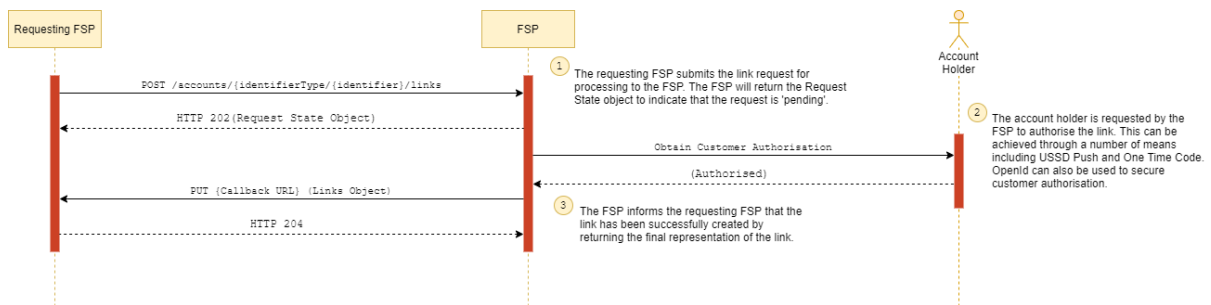 Requesting FSP
FSP
Account
Holder
1
The requesting FSP submits the link request for
processing to the FSP. The FSP will return the Request
State object to indicate that the request is 'pending'.
POST /accounts/{identifierType/{identifier}/links
HTTP 202(Request State Object)
2
The account holder is requested by the
FSP to authorise the link. This can be
achieved through a number of means
including USSD Push and One Time Code.
OpenId can also be used to secure
customer authorisation.
Obtain Customer Authorisation
(Authorised)
PUT {Callback URL} (Links Object)
3
The FSP informs the requesting FSP that the
link has been successfully created by
returning the final representation of the link.
HTTP 204